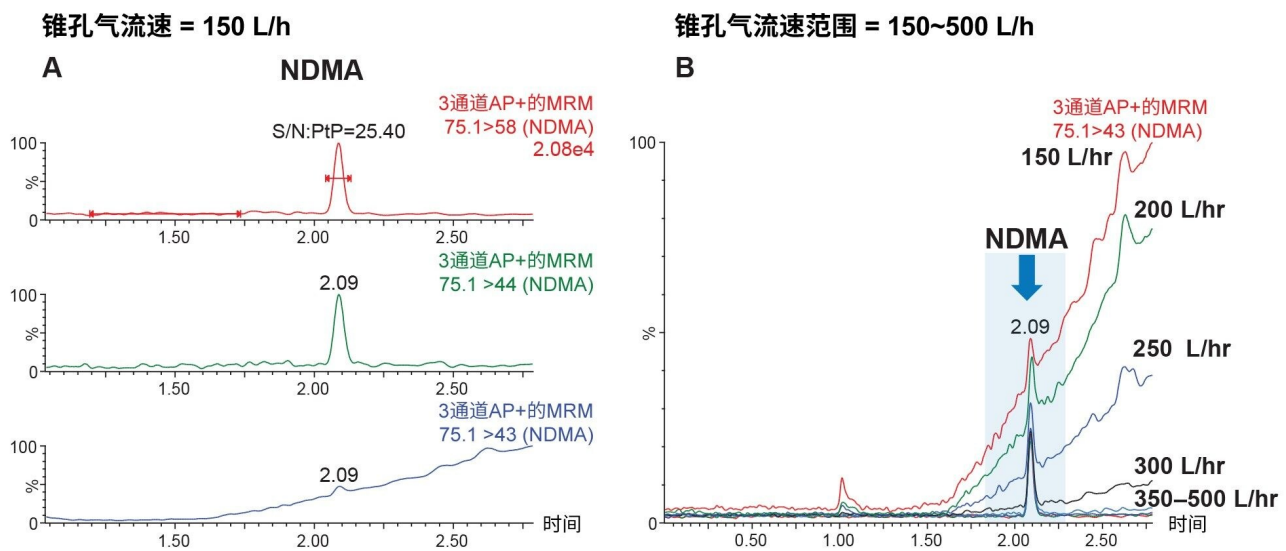 锥孔气流速 = 150 L/h
A
NDMA
3通道AP+的MRM
75.1>58 (NDMA)
2.08e4
S/N:PtP=25.40
100
%
0
1.50
2.00
2.50
3通道AP+的MRM
75.1 >44 (NDMA)
2.09
100
%
0
1.50
2.00
2.50
3通道AP+的MRM
75.1 >43 (NDMA)
2.09
100
%
0
时间
1.50
2.00
2.50
锥孔气流速范围 = 150~500 L/h
B
3通道AP+的MRM
75.1>43 (NDMA)
100
150 L/hr
200 L/hr
NDMA
2.09
%
250 L/hr
300 L/hr
350–500 L/hr
0
时间
0.50
1.00
1.50
2.00
2.50